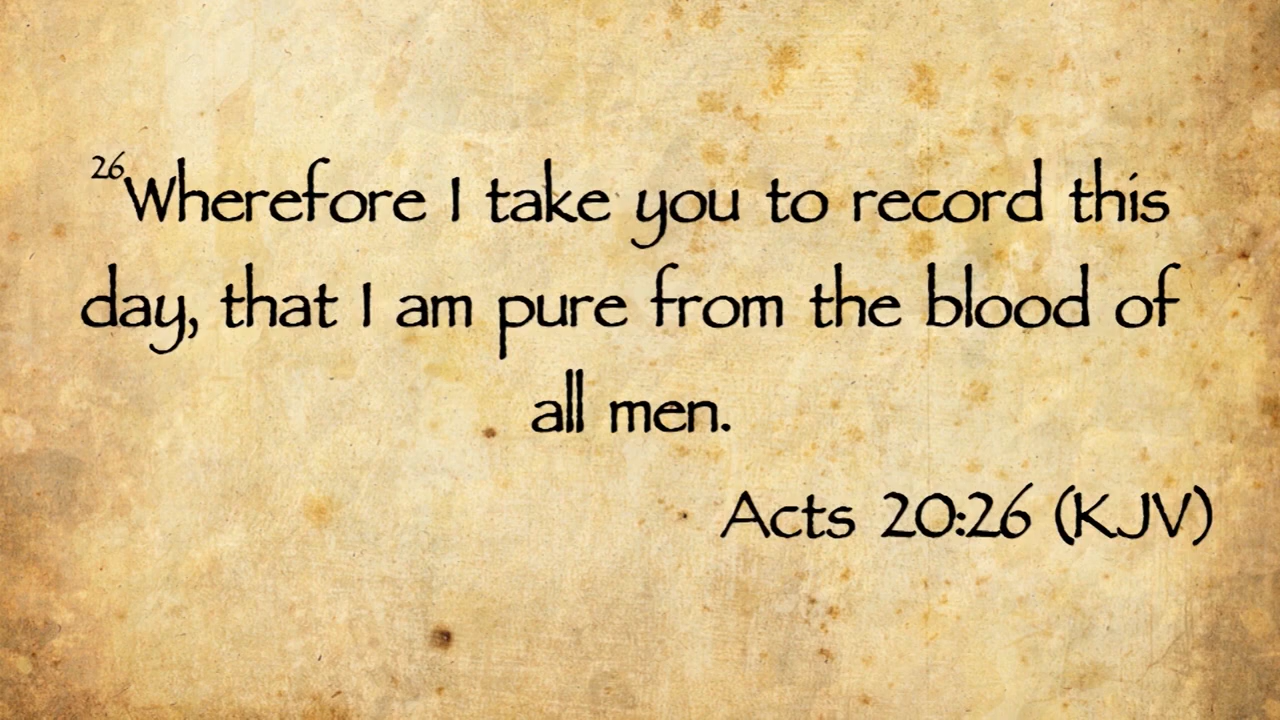 26Wherefore I take you to record this
day, that I am pure from the blood of
all men.
Acts 20:26 (KJV)